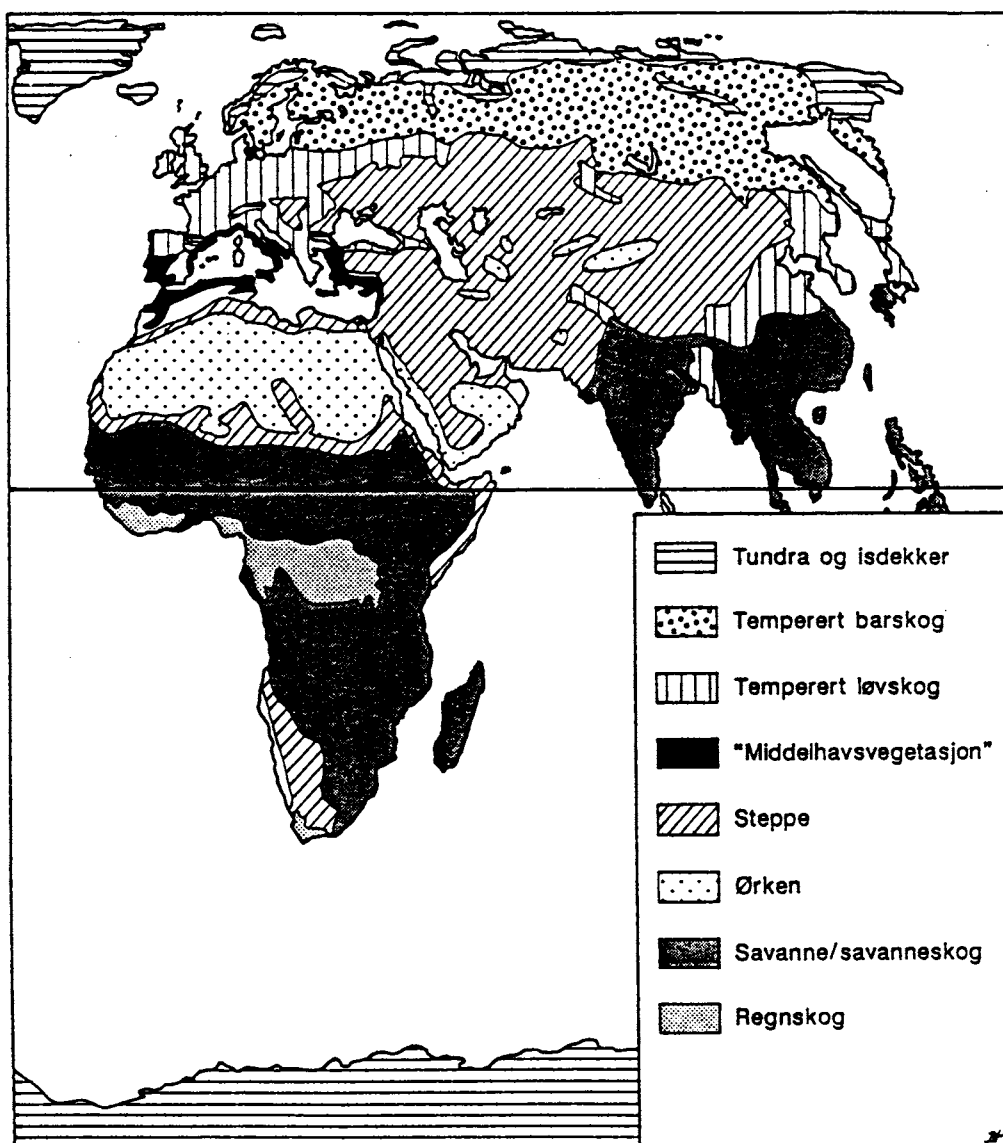 Tundra og isdekker
Temperert barskog
Temperert løvskog
"Middelhavsvegetasjon"
Steppe
Ørken
Savanne/savanneskog
Regnskog